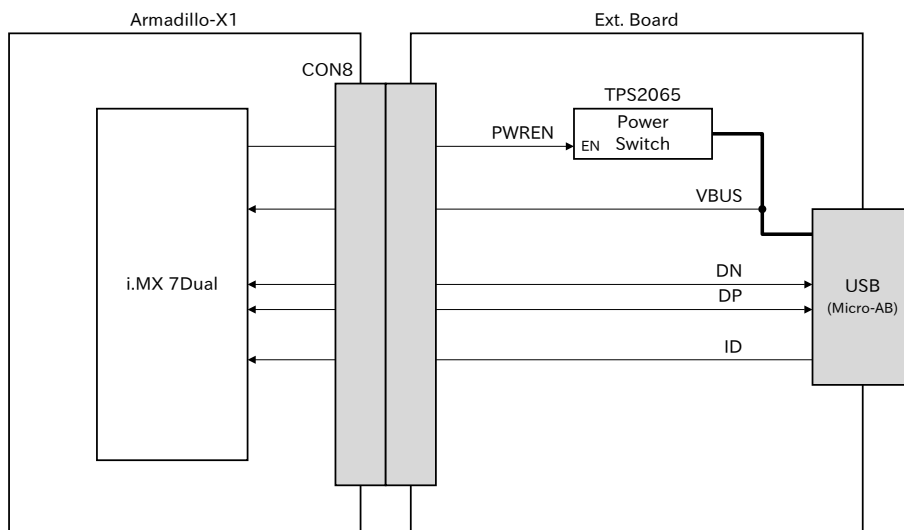 Armadillo-X1
Ext. Board
CON8
TPS2065
Power
Switch
PWREN
EN
VBUS
i.MX 7Dual
DN
DP
USB
(Micro-AB)
ID